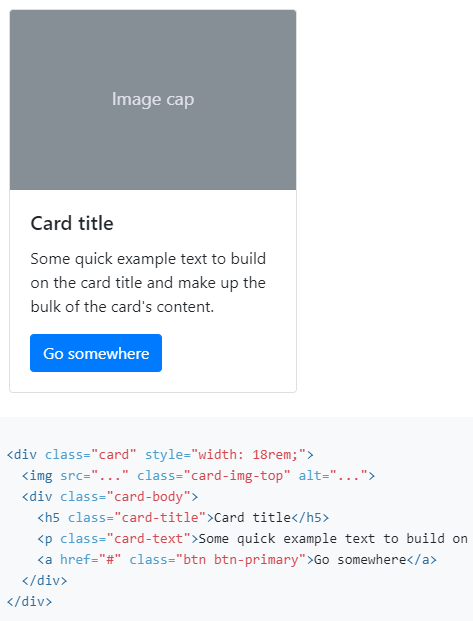 Image cap
Card title
Some quick example text to build
on the card title and make up the
bulk of the card's content.
Go somewhere
<div class="card" style="width: 18rem;">
  <img src="..." class="card-img-top" alt="...">
  <div class="card-body">
    <h5 class="card-title">Card title</h5>
    <p class="card-text">Some quick example text to build on
    <a href="#" class="btn btn-primary">Go somewhere</a>
  </div>
</div>